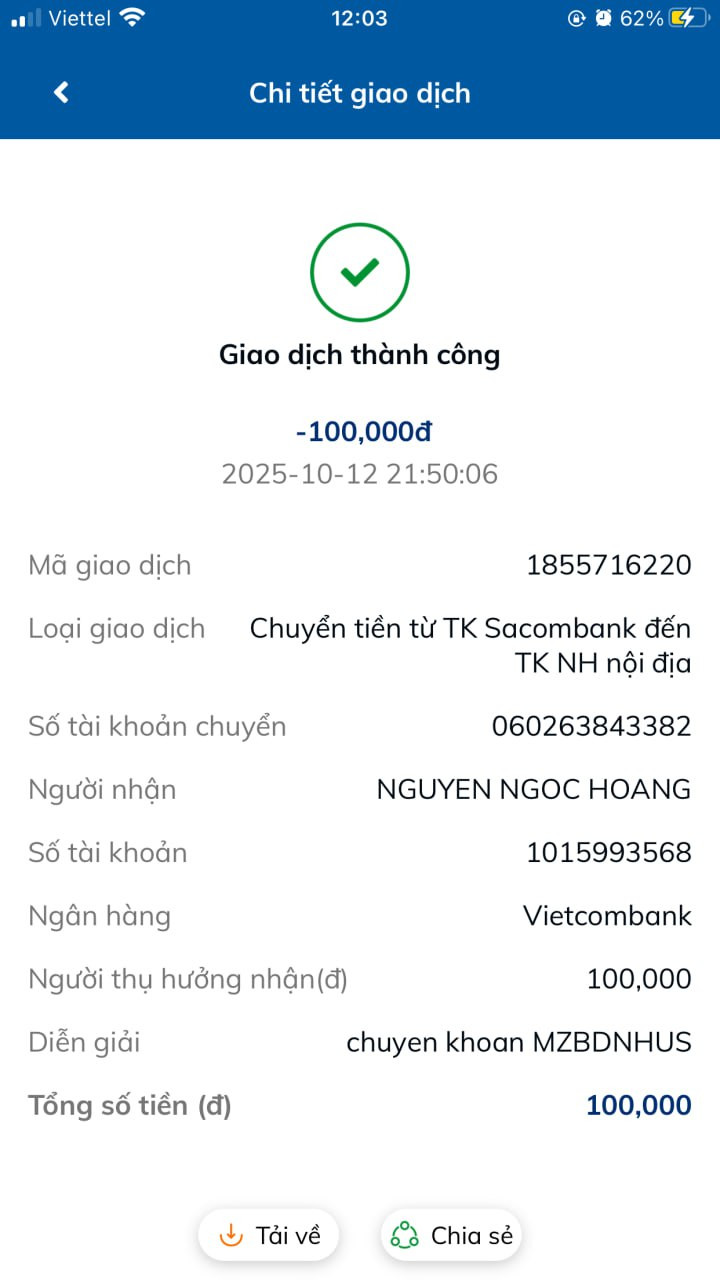 Viettel 12:03 62%
Chi tiết giao dịch
Giao dịch thành công
-100,000đ
2025-10-12 21:50:06
Mã giao dịch 1855716220
Loại giao dịch Chuyển tiền từ TK Sacombank đến
TK NH nội địa
Số tài khoản chuyển 060263843382
Người nhận NGUYEN NGOC HOANG
Số tài khoản 1015993568
Ngân hàng Vietcombank
Người thụ hưởng nhận(đ) 100,000
Diễn giải chuyen khoan MZBDNHUS
Tổng số tiền (đ) 100,000
Tải về Chia sẻ